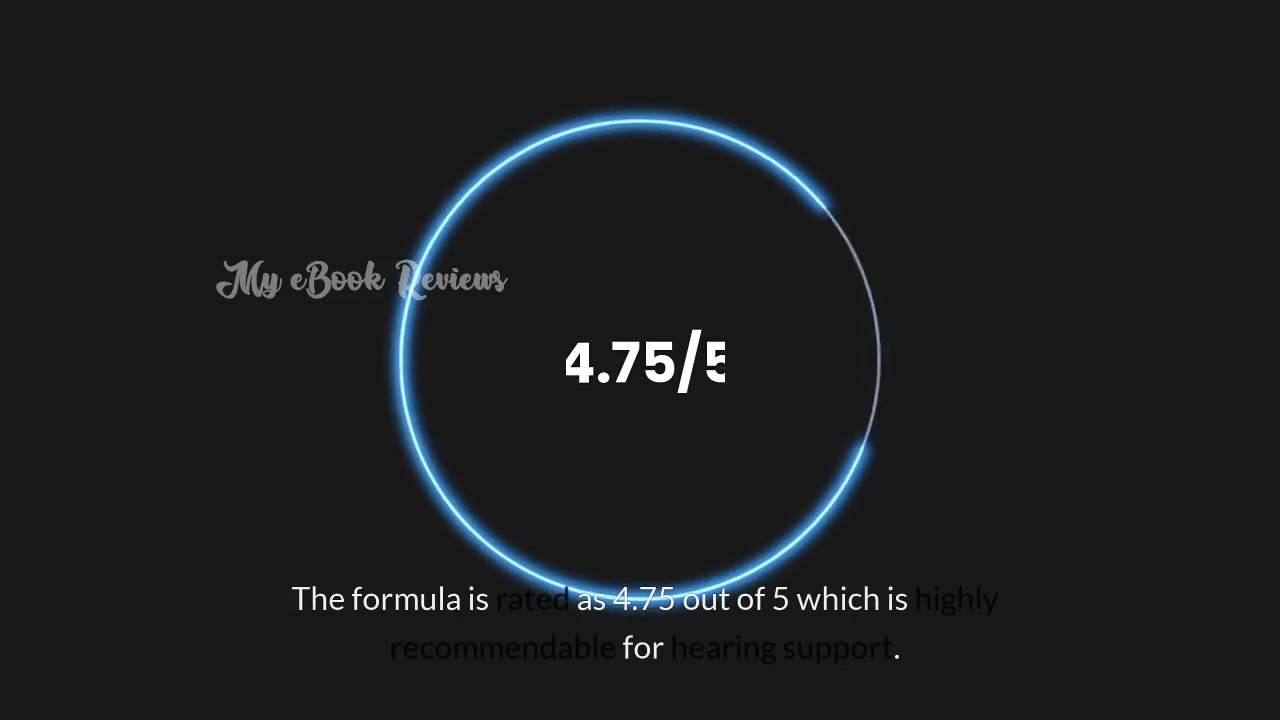 My eBook Reviews
4.75/5
The formula is rated as 4.75 out of 5 which is highly
recommendable for hearing support.